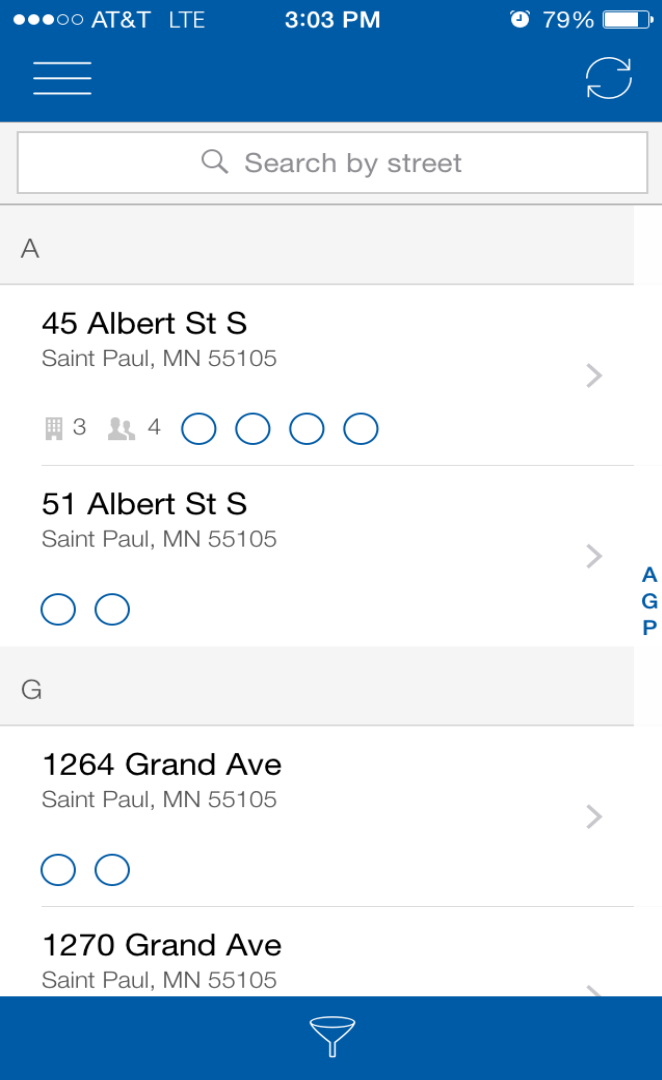 AT&T LTE 3:03 PM 79%
Search by street
A
45 Albert St S
Saint Paul, MN 55105
3 4
51 Albert St S
Saint Paul, MN 55105
A
G
P
G
1264 Grand Ave
Saint Paul, MN 55105
1270 Grand Ave
Saint Paul, MN 55105